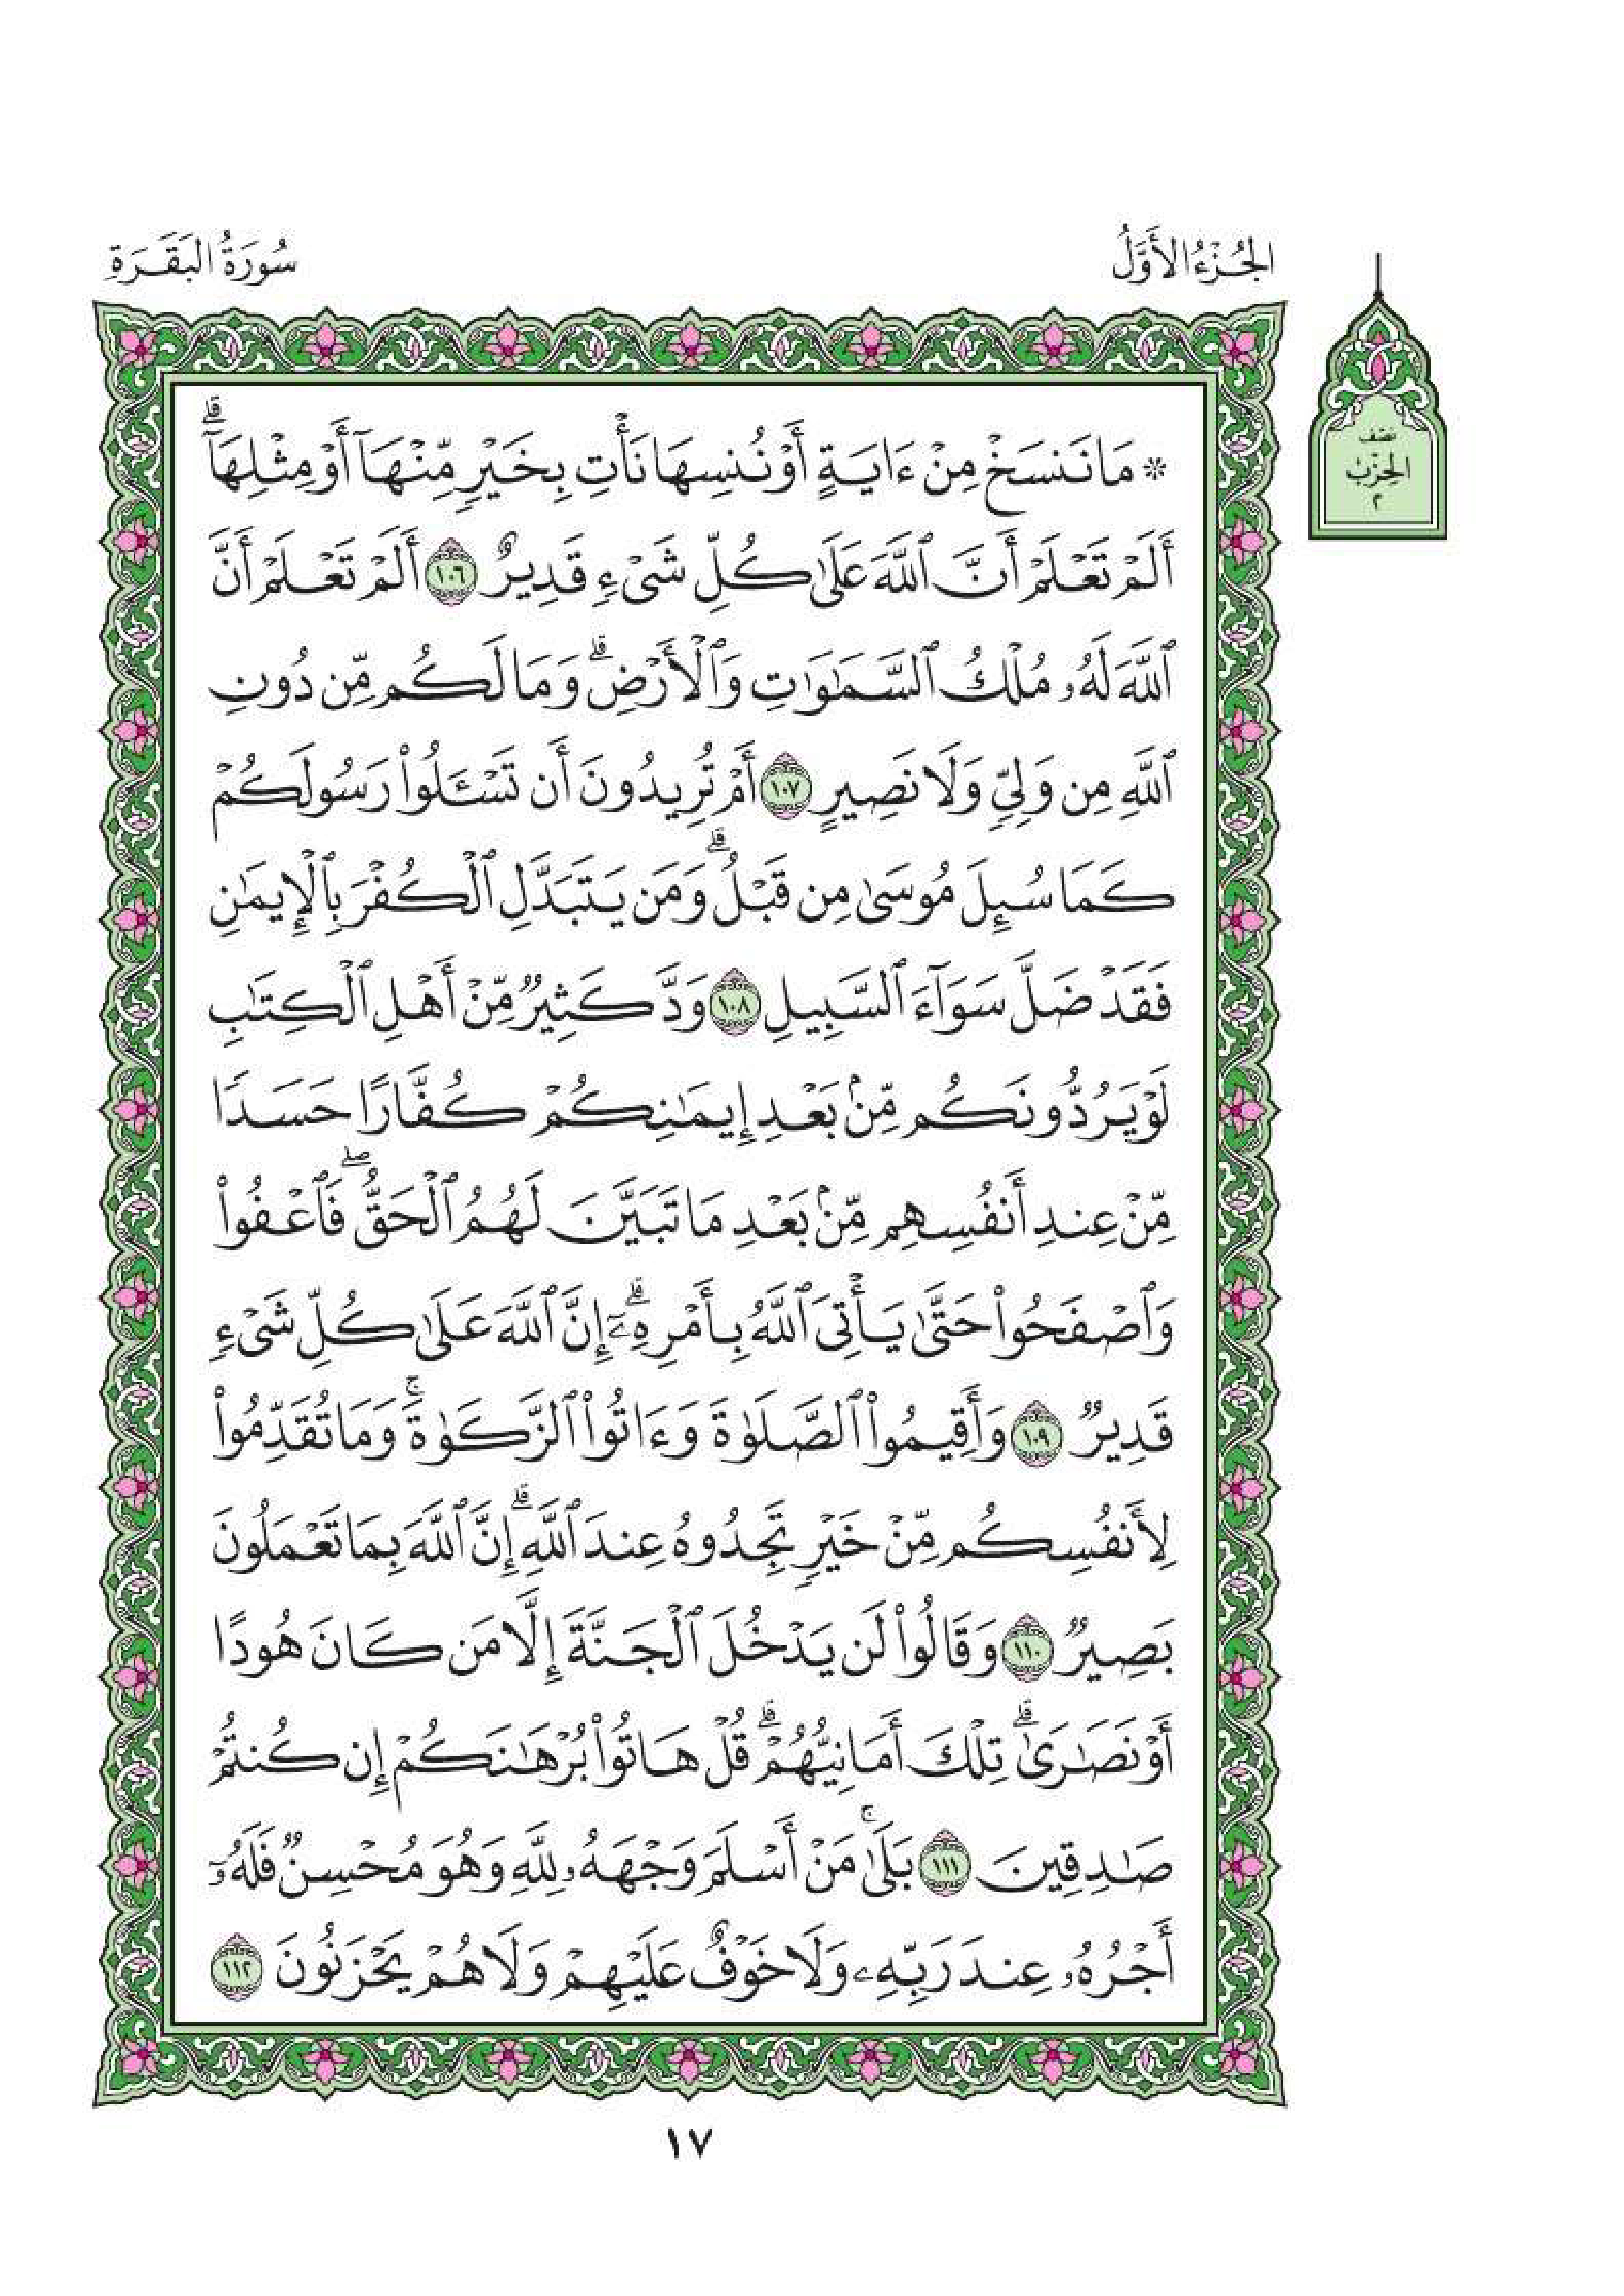 الجُزْءُ الأَوَّلُ
سُورَةُ البَقَرَةِ
نصف
الحِزْب
٢
* مَا نَنسَخْ مِنْ ءَايَةٍ أَوْ نُنسِهَا نَأْتِ بِخَيْرٍ مِّنْهَآ أَوْ مِثْلِهَآۗ
أَلَمْ تَعْلَمْ أَنَّ ٱللَّهَ عَلَىٰ كُلِّ شَىْءٍ قَدِيرٌ ١٠٦ أَلَمْ تَعْلَمْ أَنَّ
ٱللَّهَ لَهُۥ مُلْكُ ٱلسَّمَٰوَٰتِ وَٱلْأَرْضِۗ وَمَا لَكُم مِّن دُونِ
ٱللَّهِ مِن وَلِىٍّ وَلَا نَصِيرٍ ١٠٧ أَمْ تُرِيدُونَ أَن تَسْـَٔلُوا۟ رَسُولَكُمْ
كَمَا سُئِلَ مُوسَىٰ مِن قَبْلُۗ وَمَن يَتَبَدَّلِ ٱلْكُفْرَ بِٱلْإِيمَٰنِ
فَقَدْ ضَلَّ سَوَآءَ ٱلسَّبِيلِ ١٠٨ وَدَّ كَثِيرٌ مِّنْ أَهْلِ ٱلْكِتَٰبِ
لَوْ يَرُدُّونَكُم مِّنۢ بَعْدِ إِيمَٰنِكُمْ كُفَّارًا حَسَدًا
مِّنْ عِندِ أَنفُسِهِم مِّنۢ بَعْدِ مَا تَبَيَّنَ لَهُمُ ٱلْحَقُّۖ فَٱعْفُوا۟
وَٱصْفَحُوا۟ حَتَّىٰ يَأْتِىَ ٱللَّهُ بِأَمْرِهِۦٓۗ إِنَّ ٱللَّهَ عَلَىٰ كُلِّ شَىْءٍ
قَدِيرٌ ١٠٩ وَأَقِيمُوا۟ ٱلصَّلَوٰةَ وَءَاتُوا۟ ٱلزَّكَوٰةَۚ وَمَا تُقَدِّمُوا۟
لِأَنفُسِكُم مِّنْ خَيْرٍ تَجِدُوهُ عِندَ ٱللَّهِۗ إِنَّ ٱللَّهَ بِمَا تَعْمَلُونَ
بَصِيرٌ ١١٠ وَقَالُوا۟ لَن يَدْخُلَ ٱلْجَنَّةَ إِلَّا مَن كَانَ هُودًا
أَوْ نَصَٰرَىٰۗ تِلْكَ أَمَانِيُّهُمْۗ قُلْ هَاتُوا۟ بُرْهَٰنَكُمْ إِن كُنتُمْ
صَٰدِقِينَ ١١١ بَلَىٰۚ مَنْ أَسْلَمَ وَجْهَهُۥ لِلَّهِ وَهُوَ مُحْسِنٌ فَلَهُۥٓ
أَجْرُهُۥ عِندَ رَبِّهِۦ وَلَا خَوْفٌ عَلَيْهِمْ وَلَا هُمْ يَحْزَنُونَ ١١٢
١٧